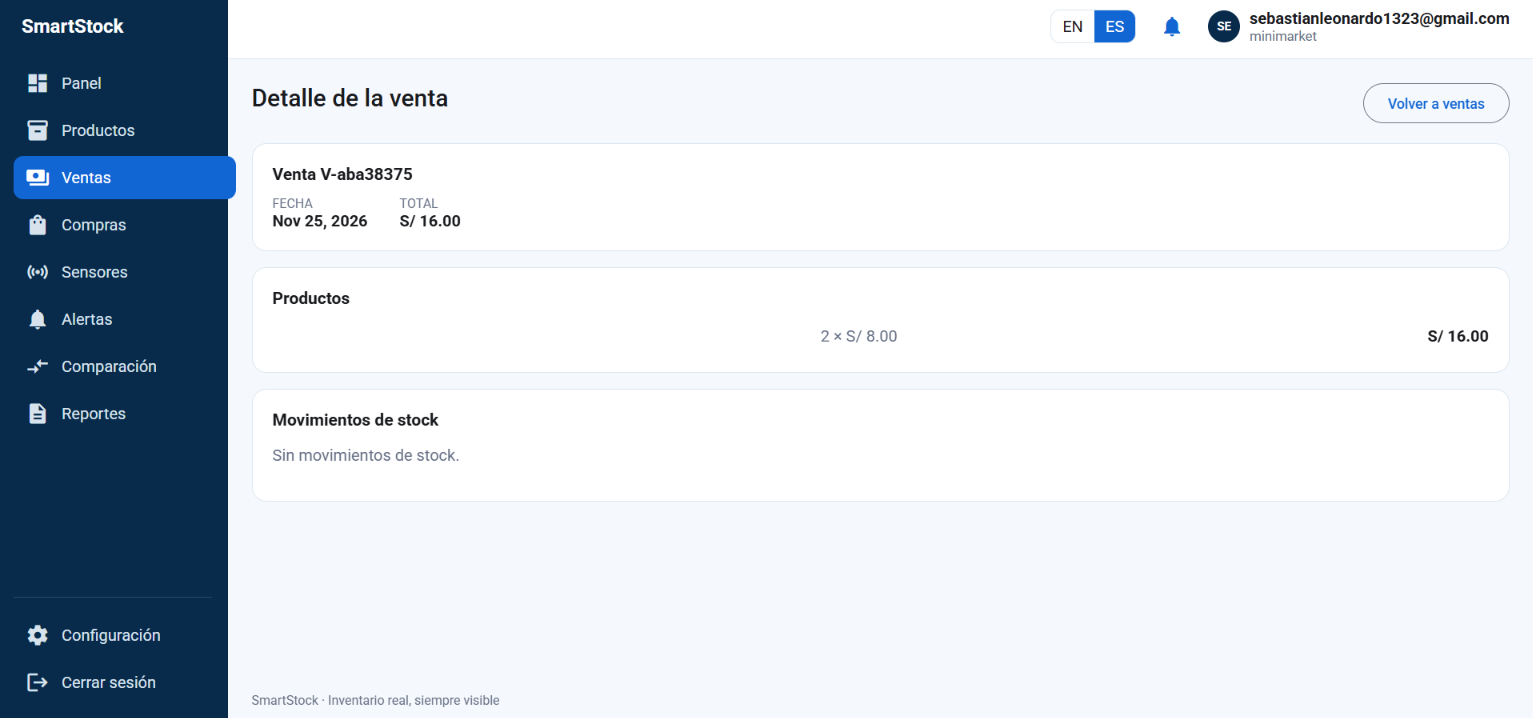 SmartStock
Panel
Productos
Ventas
Compras
Sensores
Alertas
Comparación
Reportes
Configuración
Cerrar sesión
EN ES
SE
sebastianleonardo1323@gmail.com
minimarket
Detalle de la venta
Volver a ventas
Venta V-aba38375
FECHA TOTAL
Nov 25, 2026 S/ 16.00
Productos
2 × S/ 8.00 S/ 16.00
Movimientos de stock
Sin movimientos de stock.
SmartStock · Inventario real, siempre visible